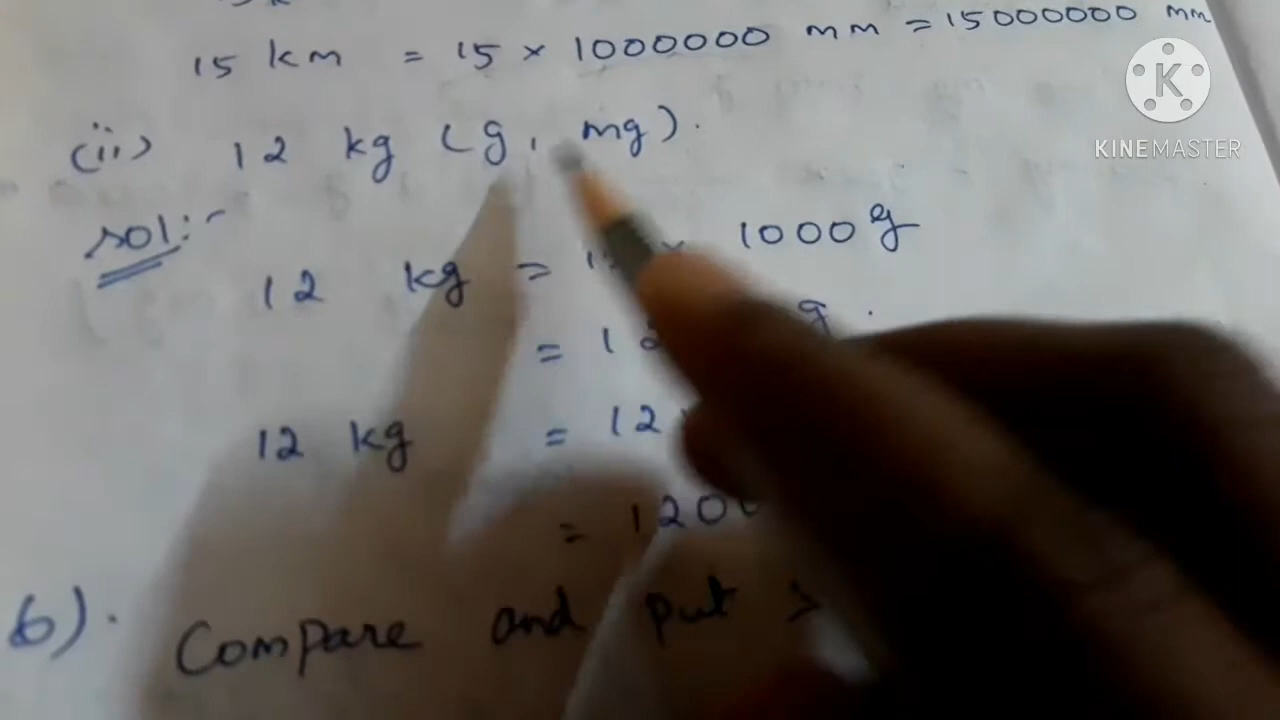 15 km = 15 × 1000000 mm = 15000000 mm
(ii) 12 kg (g, mg).
Sol:-
12 kg = 1000 g
= g.
12 kg = 12
=
6). Compare and put >
K
KINEMASTER